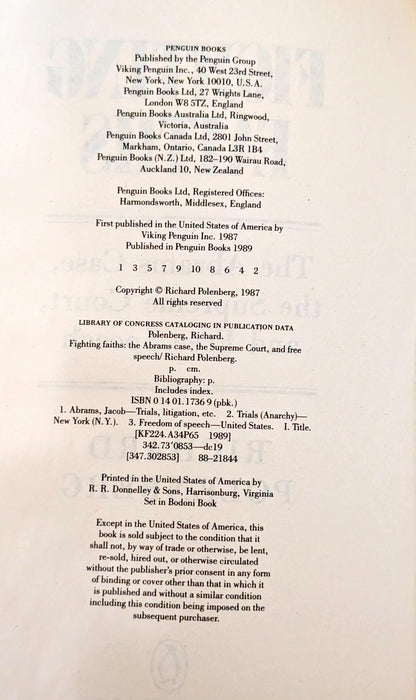 PENGUIN BOOKS
Published by the Penguin Group
Viking Penguin Inc., 40 West 23rd Street,
New York, New York 10010, U.S.A.
Penguin Books Ltd, 27 Wrights Lane,
London W8 5TZ, England
Penguin Books Australia Ltd, Ringwood,
Victoria, Australia
Penguin Books Canada Ltd, 2801 John Street,
Markham, Ontario, Canada L3R 1B4
Penguin Books (N.Z.) Ltd, 182–190 Wairau Road,
Auckland 10, New Zealand
Penguin Books Ltd, Registered Offices:
Harmondsworth, Middlesex, England
First published in the United States of America by
Viking Penguin Inc. 1987
Published in Penguin Books 1989
1 3 5 7 9 10 8 6 4 2
Copyright © Richard Polenberg, 1987
All rights reserved
LIBRARY OF CONGRESS CATALOGING IN PUBLICATION DATA
Polenberg, Richard.
Fighting faiths: the Abrams case, the Supreme Court, and free
speech/ Richard Polenberg.
p. cm.
Bibliography: p.
Includes index.
ISBN 0 14 01.1736 9 (pbk.)
1. Abrams, Jacob—Trials, litigation, etc. 2. Trials (Anarchy)—
New York (N.Y.). 3. Freedom of speech—United States. I. Title.
[KF224.A34P65 1989]
342.73′0853—dc19
[347.302853] 88-21844
Printed in the United States of America by
R. R. Donnelley & Sons, Harrisonburg, Virginia
Set in Bodoni Book
Except in the United States of America, this
book is sold subject to the condition that it
shall not, by way of trade or otherwise, be lent,
re-sold, hired out, or otherwise circulated
without the publisher's prior consent in any form
of binding or cover other than that in which it
is published and without a similar condition
including this condition being imposed on the
subsequent purchaser.